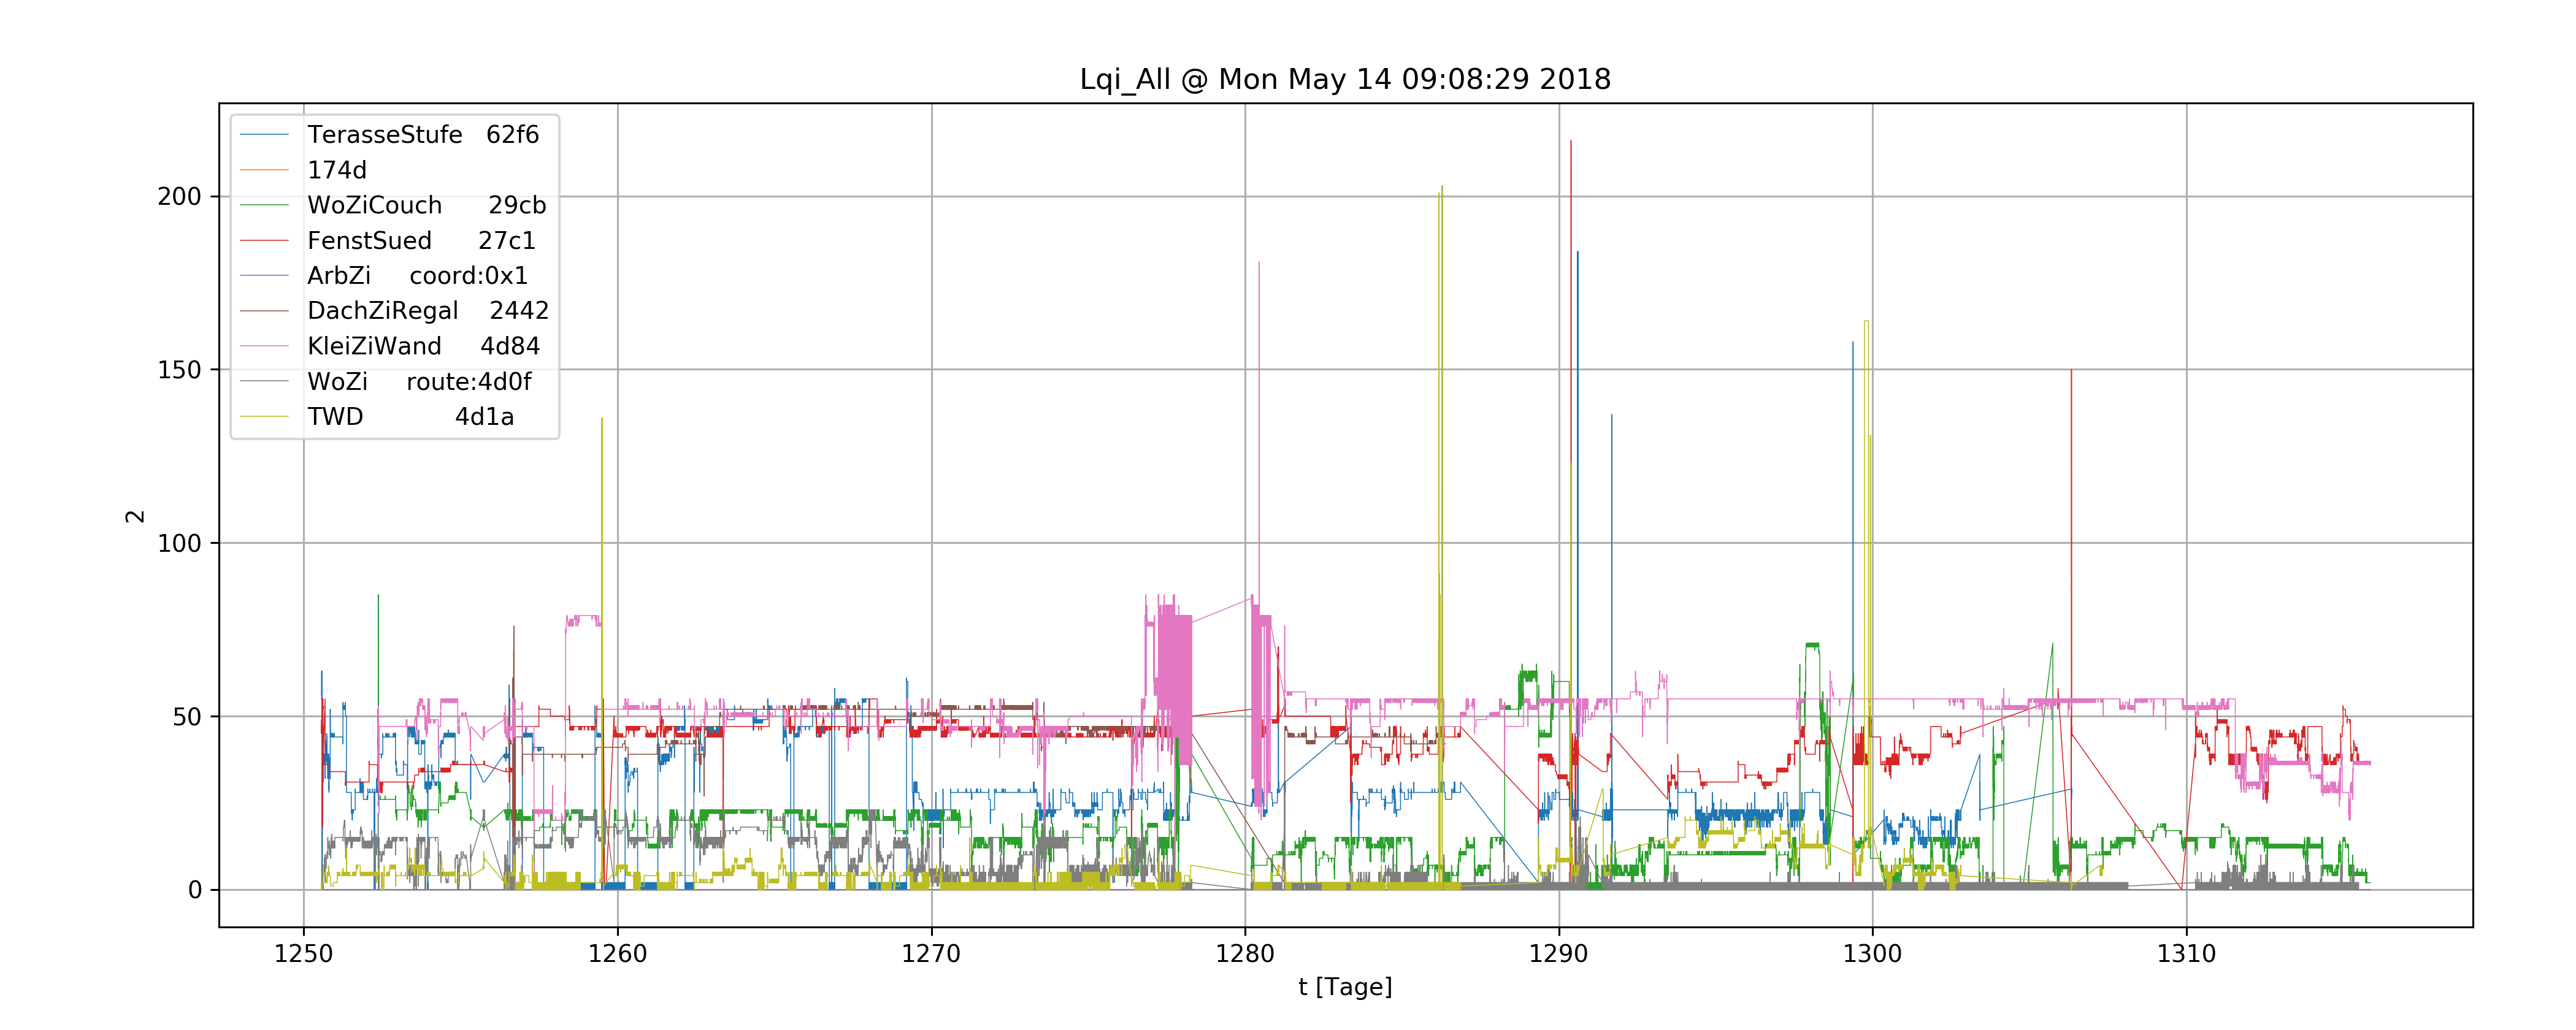 Lqi_All @ Mon May 14 09:08:29 2018
TerasseStufe 62f6
174d
WoZiCouch 29cb
FenstSued 27c1
ArbZi coord:0x1
DachZiRegal 2442
KleiZiWand 4d84
WoZi route:4d0f
TWD 4d1a
200
150
100
50
0
2
1250 1260 1270 1280 1290 1300 1310
t [Tage]